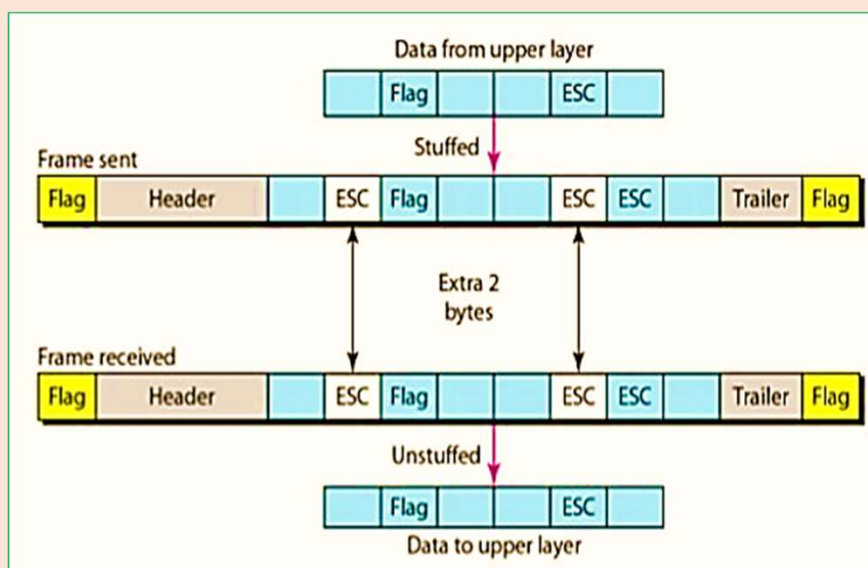 Data from upper layer
Flag ESC
Stuffed
Frame sent
Flag Header ESC Flag ESC ESC Trailer Flag
Extra 2
bytes
Frame received
Flag Header ESC Flag ESC ESC Trailer Flag
Unstuffed
Flag ESC
Data to upper layer